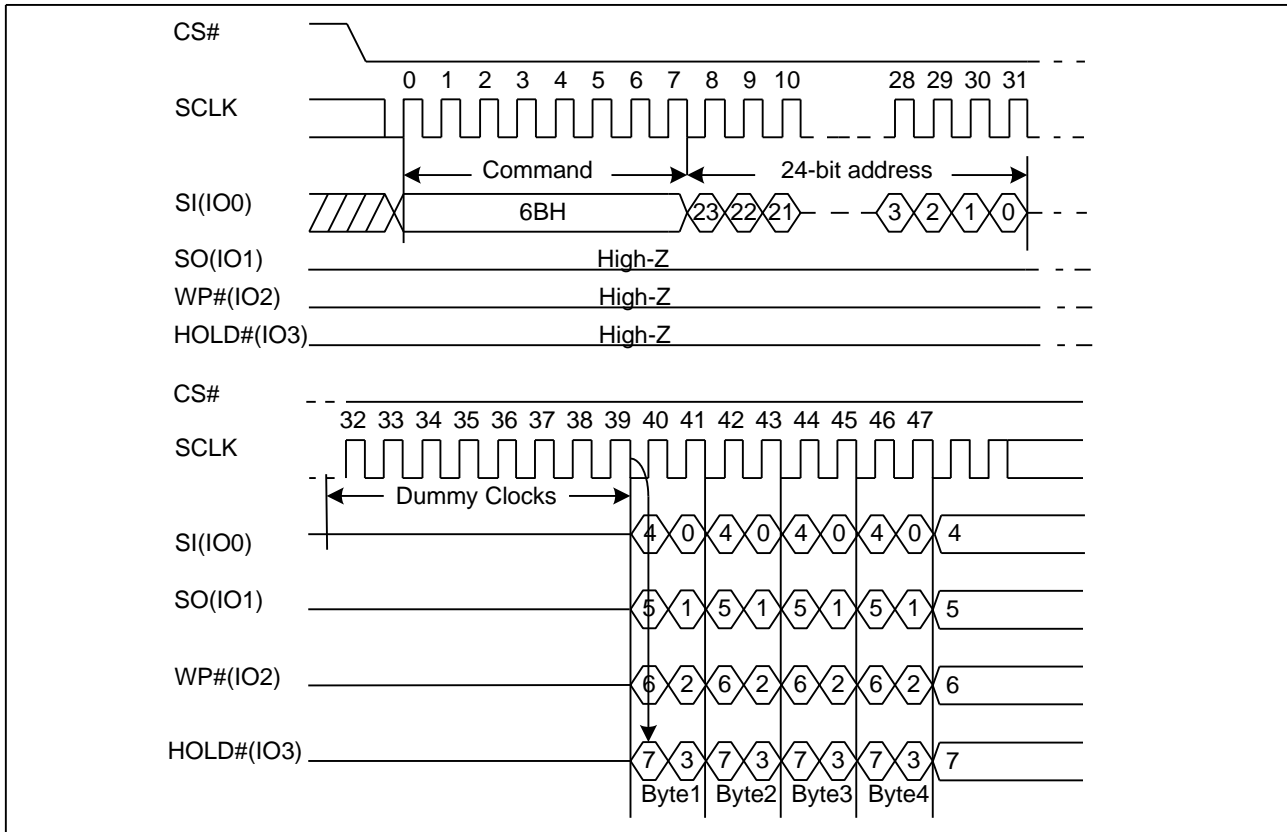 CS#
0 1 2 3 4 5 6 7 8 9 10 28 29 30 31
SCLK
Command 24-bit address
SI(IO0) 6BH 23 22 21 3 2 1 0
SO(IO1) High-Z
WP#(IO2) High-Z
HOLD#(IO3) High-Z
CS#
32 33 34 35 36 37 38 39 40 41 42 43 44 45 46 47
SCLK
Dummy Clocks
SI(IO0) 4 0 4 0 4 0 4 0 4
SO(IO1) 5 1 5 1 5 1 5 1 5
WP#(IO2) 6 2 6 2 6 2 6 2 6
HOLD#(IO3) 7 3 7 3 7 3 7 3 7
Byte1 Byte2 Byte3 Byte4